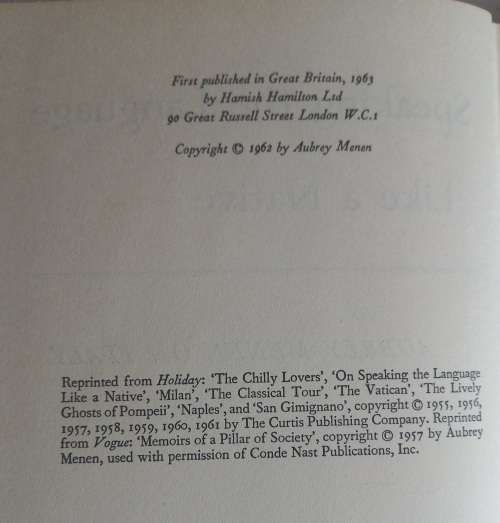 First published in Great Britain, 1963
by Hamish Hamilton Ltd
90 Great Russell Street London W.C.1
Copyright © 1962 by Aubrey Menen
Reprinted from Holiday: ‘The Chilly Lovers’, ‘On Speaking the Language
Like a Native’, ‘Milan’, ‘The Classical Tour’, ‘The Vatican’, ‘The Lively
Ghosts of Pompeii’, ‘Naples’, and ‘San Gimignano’, copyright © 1955, 1956,
1957, 1958, 1959, 1960, 1961 by The Curtis Publishing Company. Reprinted
from Vogue: ‘Memoirs of a Pillar of Society’, copyright © 1957 by Aubrey
Menen, used with permission of Conde Nast Publications, Inc.